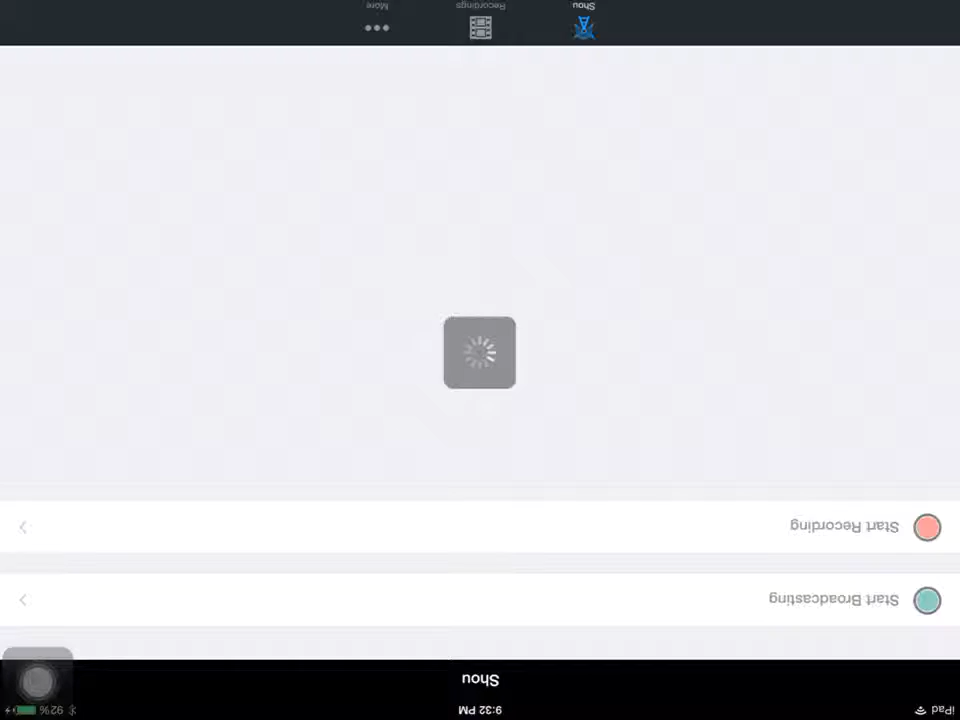 iPad 9:32 PM 92%
Shou
Start Broadcasting
Start Recording
Shou Recordings More